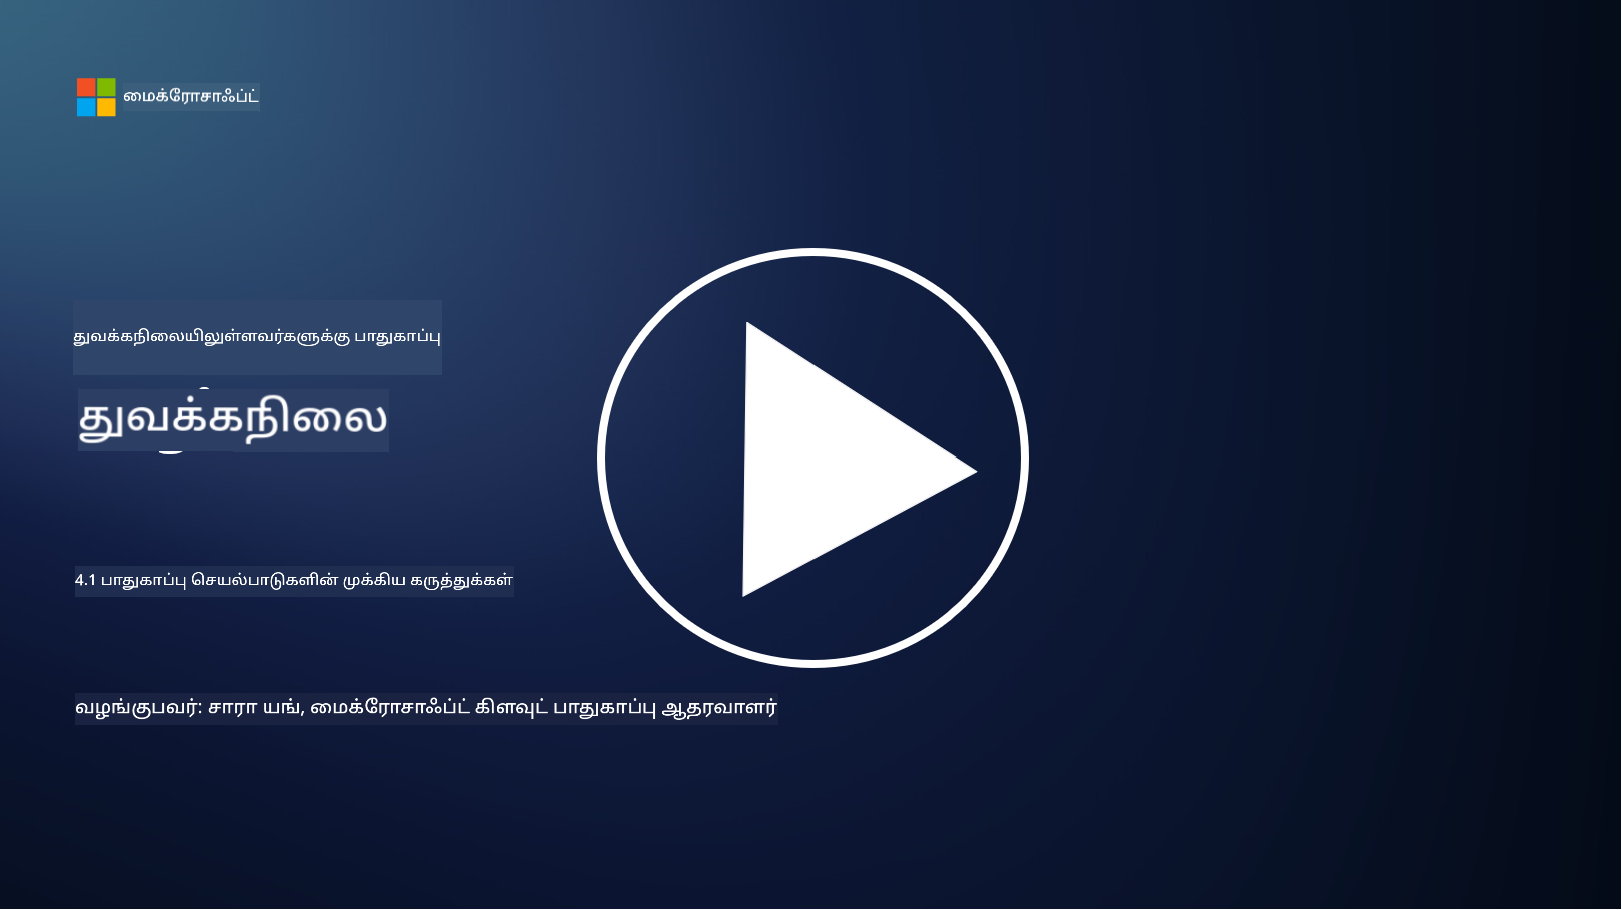 மைக்ரோசாஃப்ட்
துவக்கநிலையிலுள்ளவர்களுக்கு பாதுகாப்பு
துவக்கநிலை
4.1 பாதுகாப்பு செயல்பாடுகளின் முக்கிய கருத்துக்கள்
வழங்குபவர்: சாரா யங், மைக்ரோசாஃப்ட் கிளவுட் பாதுகாப்பு ஆதரவாளர்